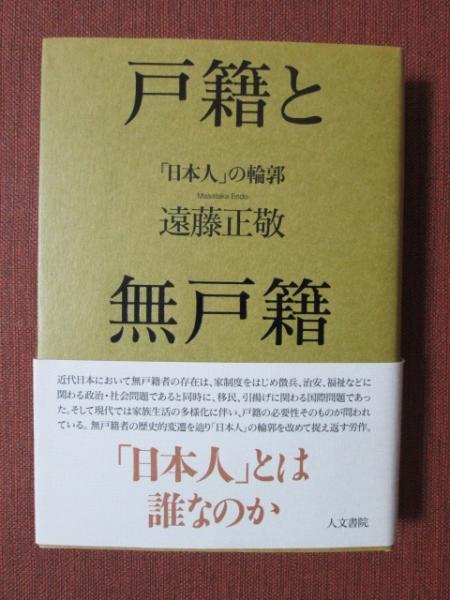 戸籍と
「日本人」の輪郭
Masataka Endo
遠藤正敬
無戸籍
近代日本において無戸籍者の存在は、家制度をはじめ徴兵、治安、福祉などに
関わる政治・社会問題であると同時に、移民、引揚げに関わる国際問題であっ
た。そして現代では家族生活の多様化に伴い、戸籍の必要性そのものが問われ
ている。無戸籍者の歴史的変遷を辿り「日本人」の輪郭を改めて捉え返す労作。
「日本人」とは
誰なのか
人文書院